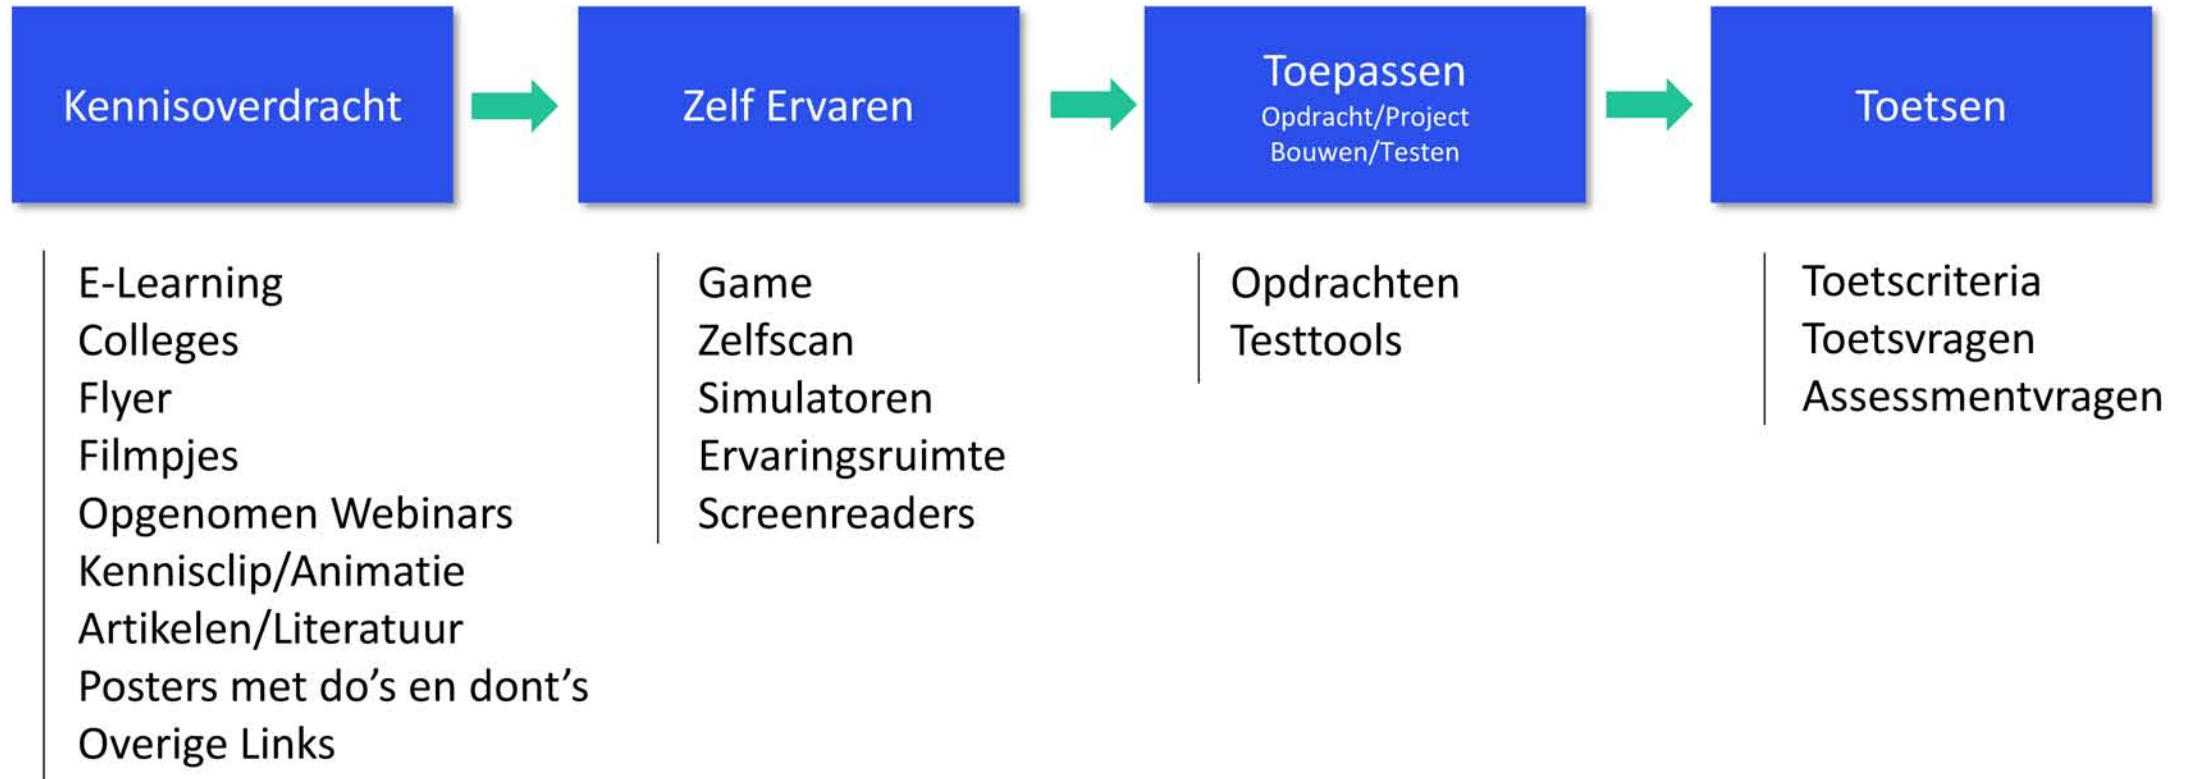 Kennisoverdracht
Zelf Ervaren
Toepassen
Opdracht/Project
Bouwen/Testen
Toetsen
E-Learning
Colleges
Flyer
Filmpjes
Opgenomen Webinars
Kennisclip/Animatie
Artikelen/Literatuur
Posters met do’s en dont’s
Overige Links
Game
Zelfscan
Simulatoren
Ervaringsruimte
Screenreaders
Opdrachten
Testtools
Toetscriteria
Toetsvragen
Assessmentvragen